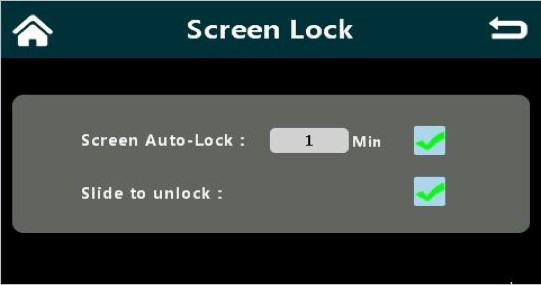 Screen Lock
Screen Auto-Lock : 1 Min
Slide to unlock :